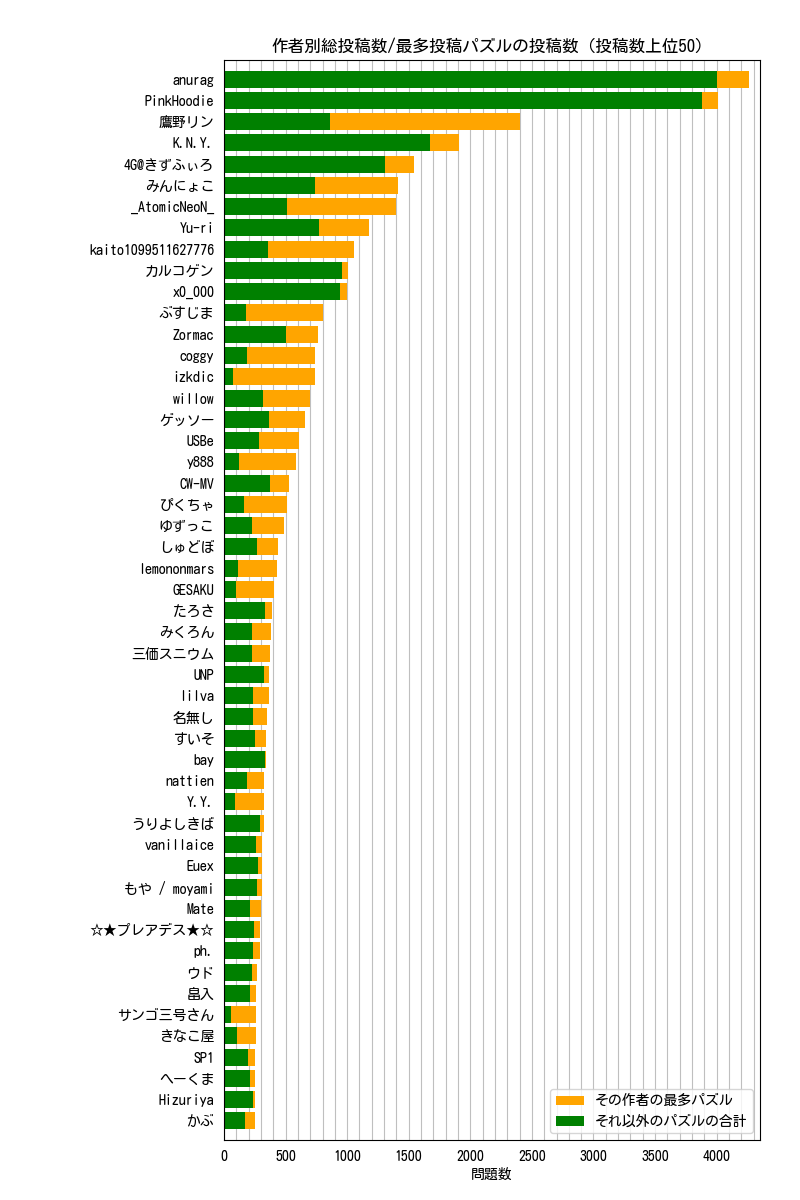 作者別総投稿数/最多投稿パズルの投稿数 (投稿数上位50)
anurag
PinkHoodie
鷹野リン
K.N.Y.
4G@きずふぃろ
みんにょこ
_AtomicNeoN_
Yu-ri
kaito1099511627776
カルコゲン
x0_000
ぷすじま
Zormac
coggy
izkdic
willow
ゲッソー
USBe
y888
CW-MV
ぴくちゃ
ゆずっこ
しゅどぼ
lemononmars
GESAKU
たろさ
みくろん
三価スニウム
UNP
lilva
名無し
すいそ
bay
nattien
Y.Y.
うりよしきば
vanillaice
Euex
もや / moyami
Mate
☆★プレアデス★☆
ph.
ウド
畠入
サンゴ三号さん
きなこ屋
SP1
へーくま
Hizuriya
かぶ
その作者の最多パズル
それ以外のパズルの合計
0 500 1000 1500 2000 2500 3000 3500 4000
問題数